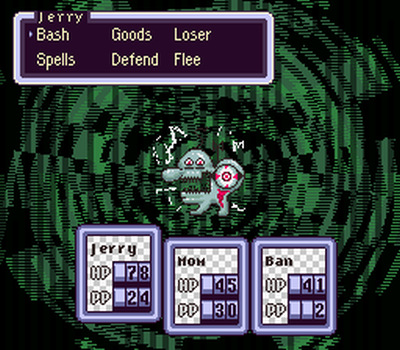 Jerry
Bash Goods Loser
Spells Defend Flee
Jerry Mom Ban
HP 78 HP 45 HP 41
PP 24 PP 30 PP 2